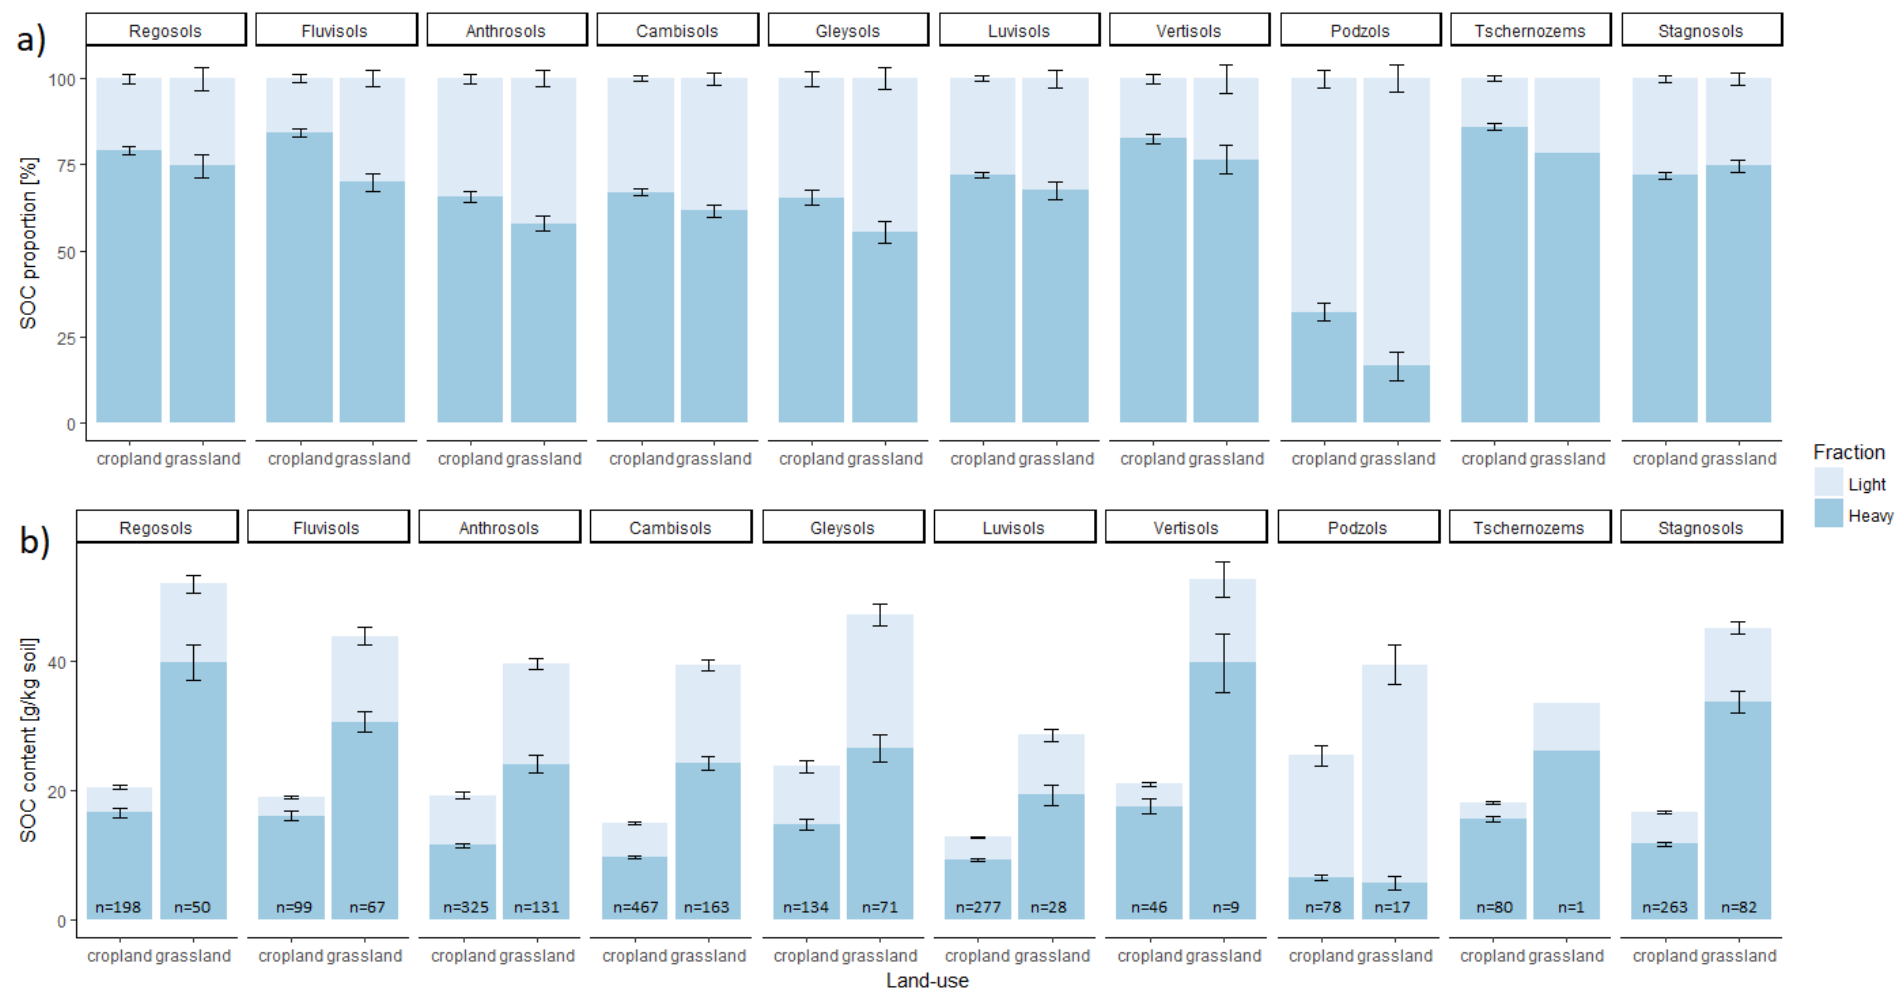 a)
Regosols Fluvisols Anthrosols Cambisols Gleysols Luvisols Vertisols Podzols Tschernozems Stagnosols
SOC proportion [%]
100
75
50
25
0
cropland grassland cropland grassland cropland grassland cropland grassland cropland grassland cropland grassland cropland grassland cropland grassland cropland grassland cropland grassland
Fraction
Light
Heavy
b)
Regosols Fluvisols Anthrosols Cambisols Gleysols Luvisols Vertisols Podzols Tschernozems Stagnosols
SOC content [g/kg soil]
40
20
0
n=198 n=50 n=99 n=67 n=325 n=131 n=467 n=163 n=134 n=71 n=277 n=28 n=46 n=9 n=78 n=17 n=80 n=1 n=263 n=82
cropland grassland cropland grassland cropland grassland cropland grassland cropland grassland cropland grassland cropland grassland cropland grassland cropland grassland cropland grassland
Land-use